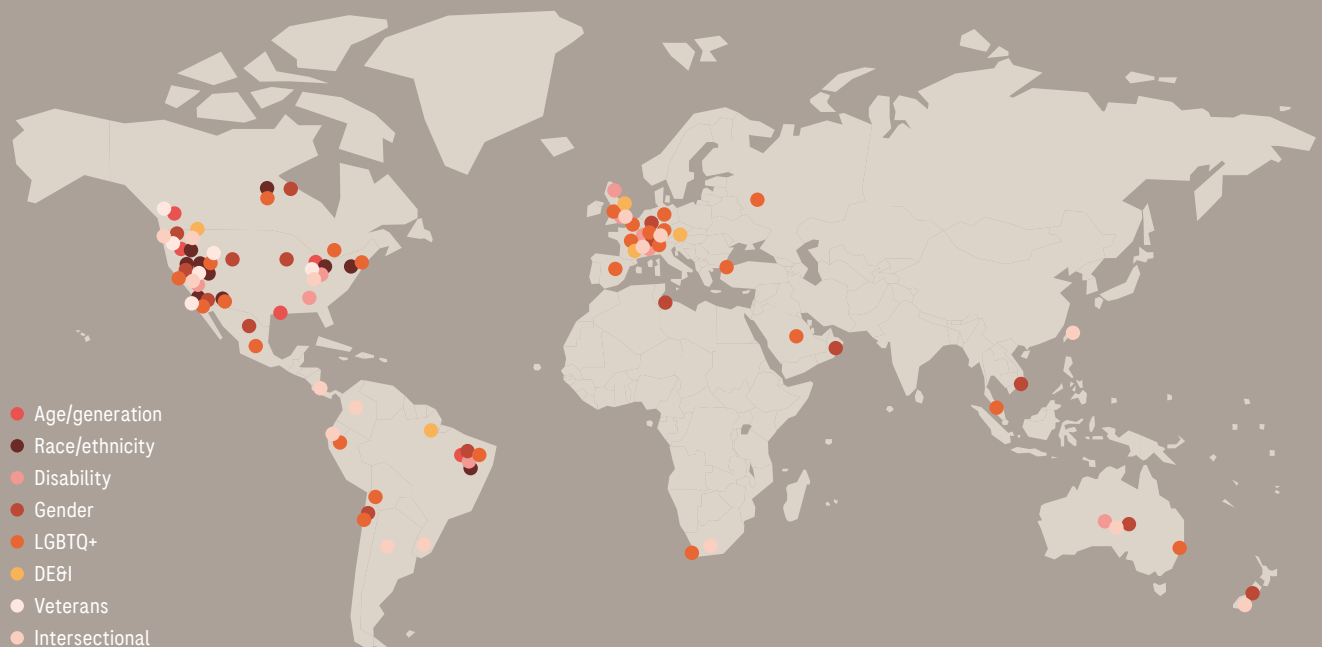 Age/generation
Race/ethnicity
Disability
Gender
LGBTQ+
DE&I
Veterans
Intersectional